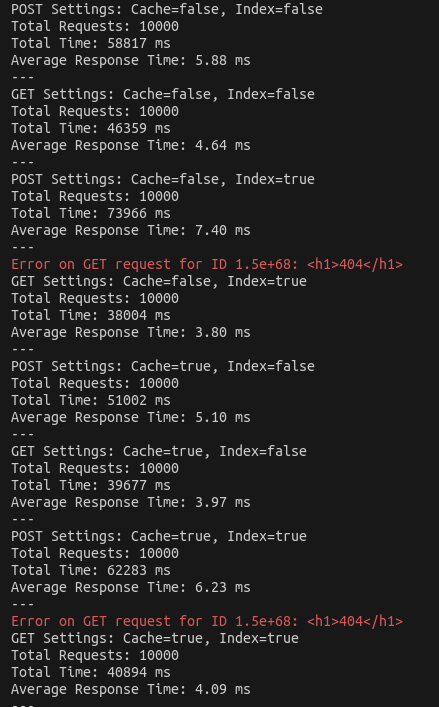 POST Settings: Cache=false, Index=false
Total Requests: 10000
Total Time: 58817 ms
Average Response Time: 5.88 ms
---
GET Settings: Cache=false, Index=false
Total Requests: 10000
Total Time: 46359 ms
Average Response Time: 4.64 ms
---
POST Settings: Cache=false, Index=true
Total Requests: 10000
Total Time: 73966 ms
Average Response Time: 7.40 ms
---
Error on GET request for ID 1.5e+68: <h1>404</h1>
GET Settings: Cache=false, Index=true
Total Requests: 10000
Total Time: 38004 ms
Average Response Time: 3.80 ms
---
POST Settings: Cache=true, Index=false
Total Requests: 10000
Total Time: 51002 ms
Average Response Time: 5.10 ms
---
GET Settings: Cache=true, Index=false
Total Requests: 10000
Total Time: 39677 ms
Average Response Time: 3.97 ms
---
POST Settings: Cache=true, Index=true
Total Requests: 10000
Total Time: 62283 ms
Average Response Time: 6.23 ms
---
Error on GET request for ID 1.5e+68: <h1>404</h1>
GET Settings: Cache=true, Index=true
Total Requests: 10000
Total Time: 40894 ms
Average Response Time: 4.09 ms
---